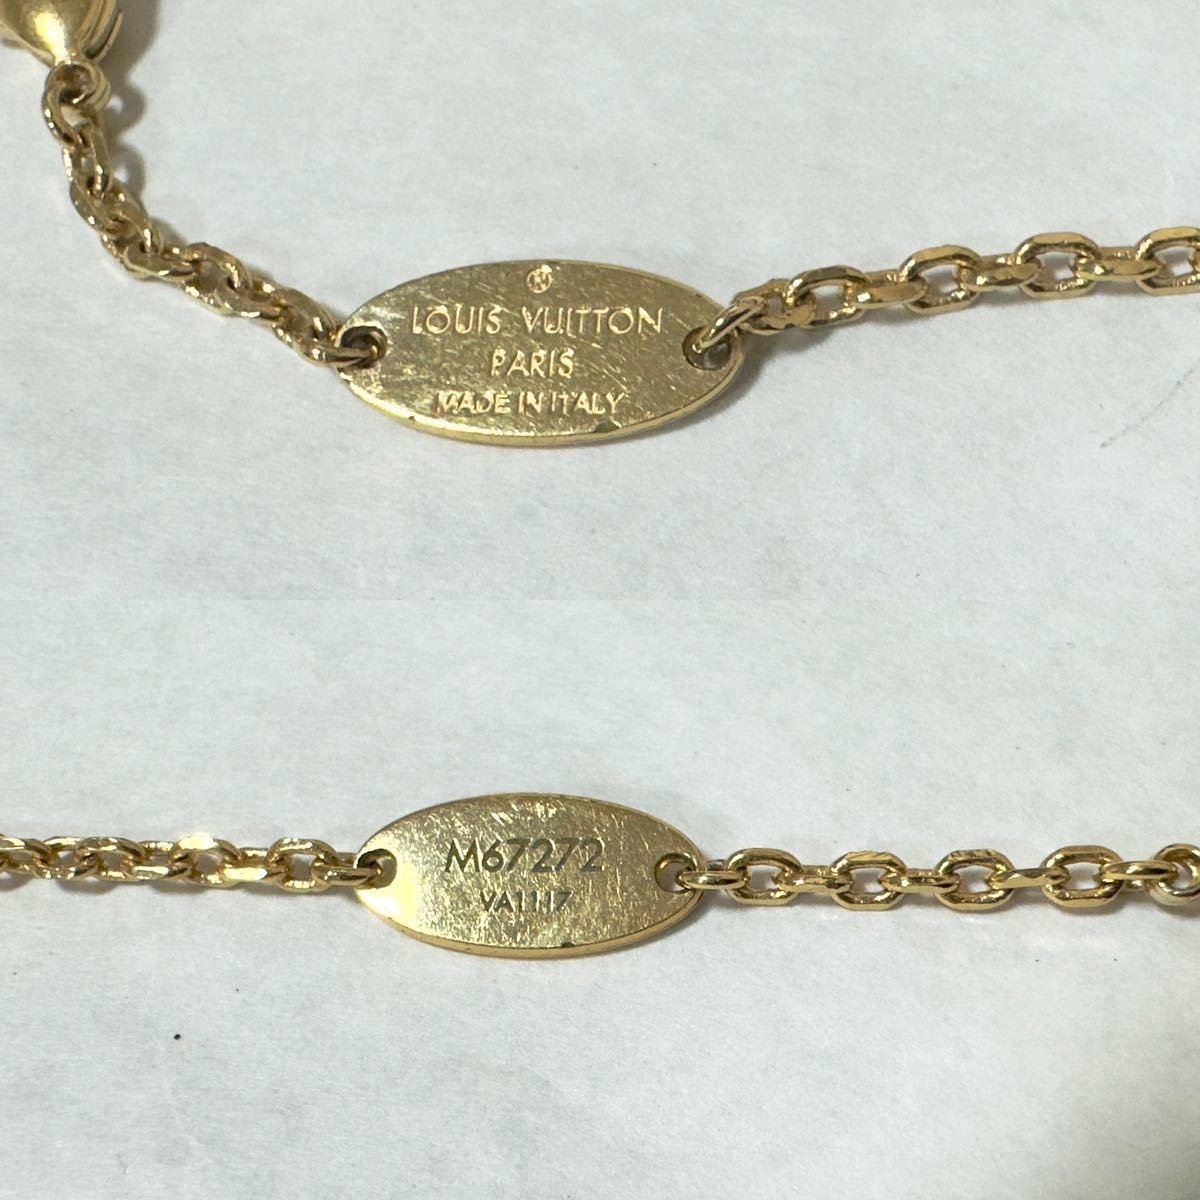 LOUIS VUITTON
PARIS
MADE IN ITALY
M67272
VA1117